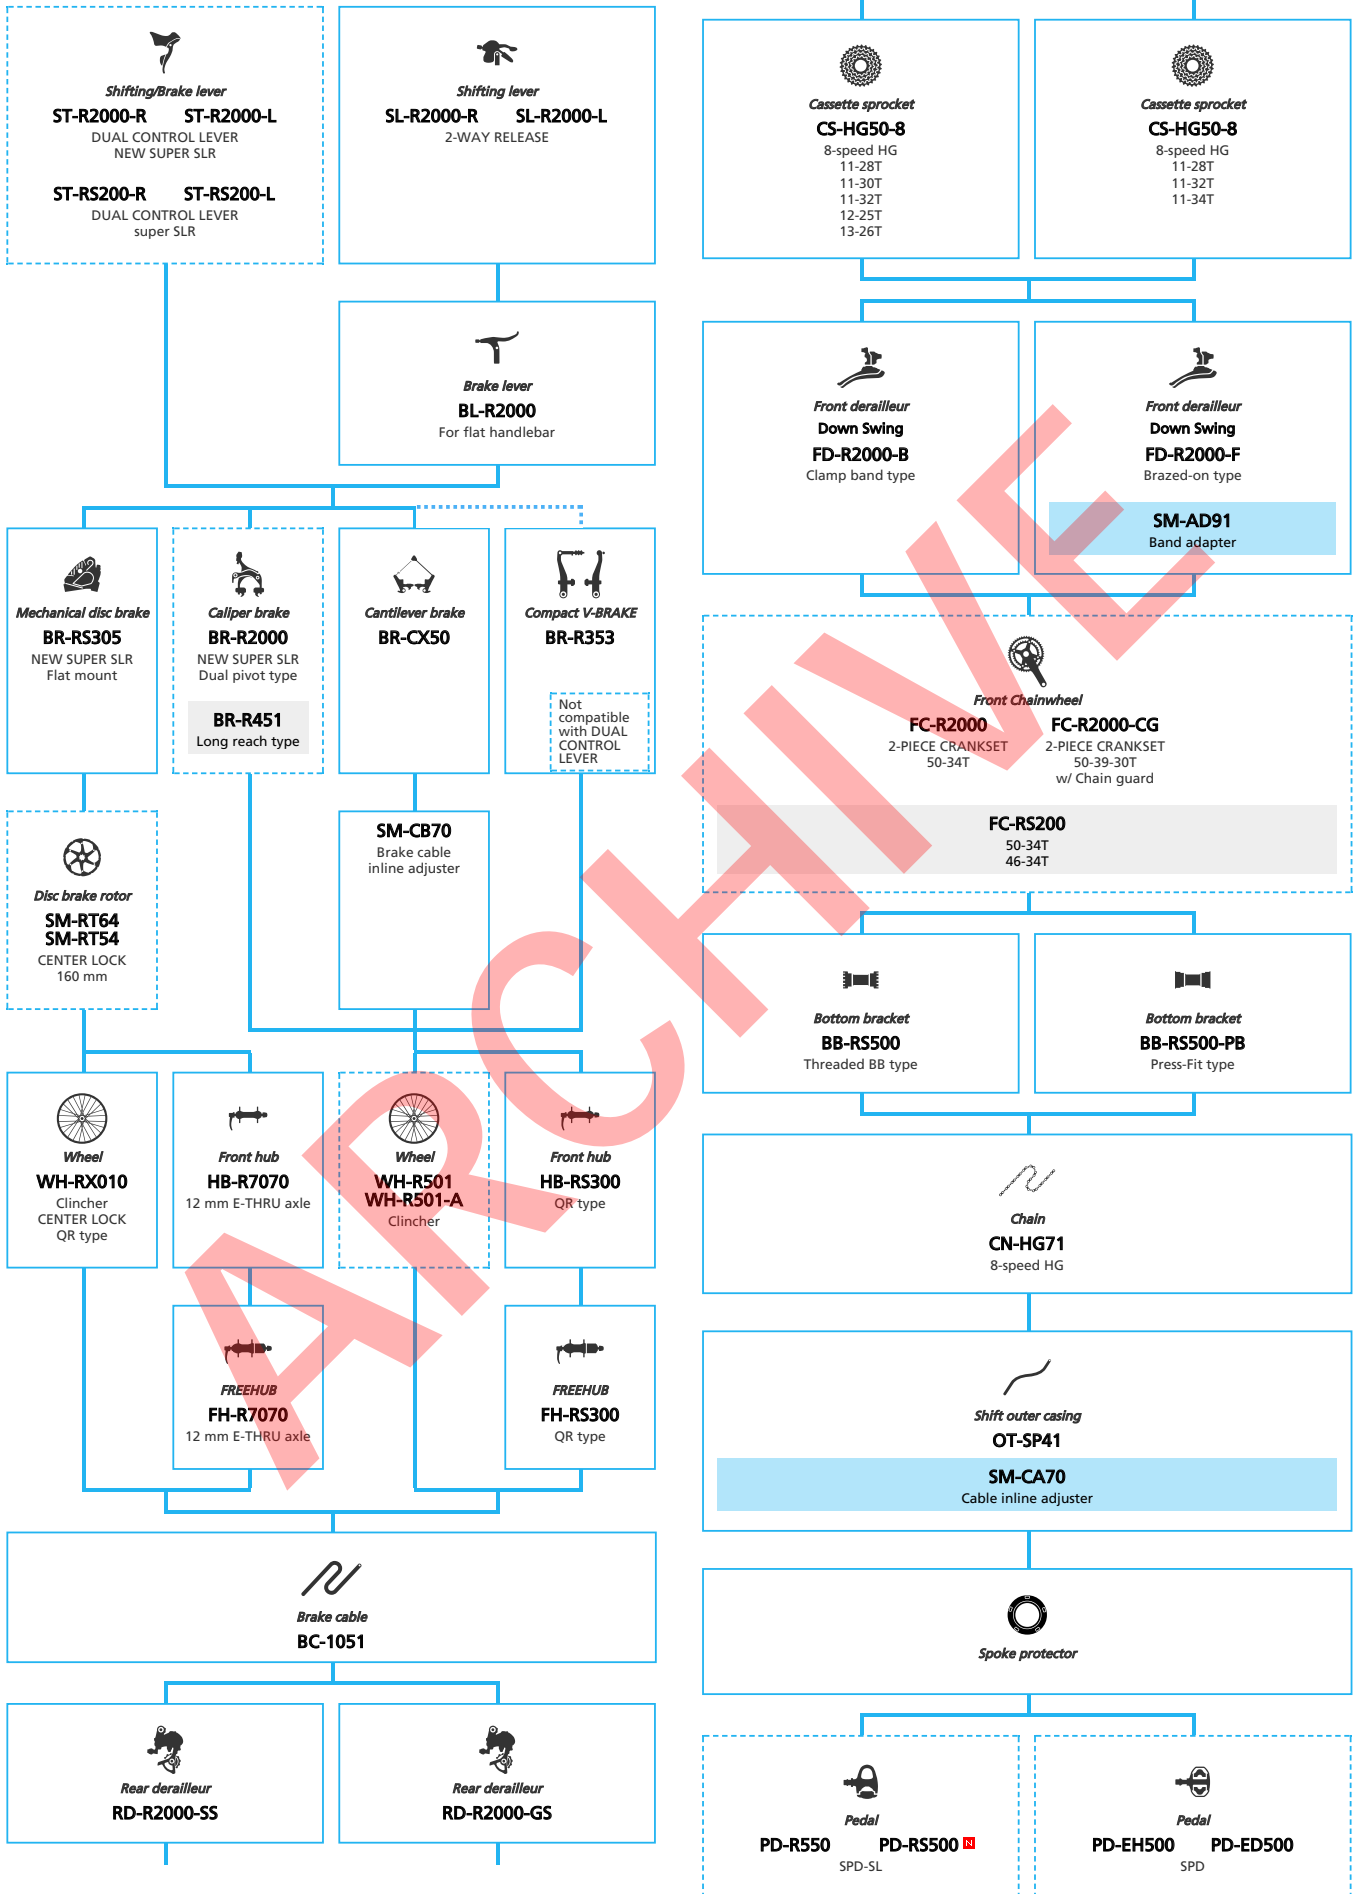 Shifting/Brake lever
ST-R2000-R ST-R2000-L
DUAL CONTROL LEVER
NEW SUPER SLR
ST-RS200-R ST-RS200-L
DUAL CONTROL LEVER
super SLR
Shifting lever
SL-R2000-R SL-R2000-L
2-WAY RELEASE
Brake lever
BL-R2000
For flat handlebar
Mechanical disc brake
BR-RS305
NEW SUPER SLR
Flat mount
Caliper brake
BR-R2000
NEW SUPER SLR
Dual pivot type
BR-R451
Long reach type
Cantilever brake
BR-CX50
Compact V-BRAKE
BR-R353
Not
compatible
with DUAL
CONTROL
LEVER
Disc brake rotor
SM-RT64
SM-RT54
CENTER LOCK
160 mm
SM-CB70
Brake cable
inline adjuster
Wheel
WH-RX010
Clincher
CENTER LOCK
QR type
Front hub
HB-R7070
12 mm E-THRU axle
Wheel
WH-R501
WH-R501-A
Clincher
Front hub
HB-RS300
QR type
FREEHUB
FH-R7070
12 mm E-THRU axle
FREEHUB
FH-RS300
QR type
Brake cable
BC-1051
Rear derailleur
RD-R2000-SS
Rear derailleur
RD-R2000-GS
Cassette sprocket
CS-HG50-8
8-speed HG
11-28T
11-30T
11-32T
12-25T
13-26T
Cassette sprocket
CS-HG50-8
8-speed HG
11-28T
11-32T
11-34T
Front derailleur
Down Swing
FD-R2000-B
Clamp band type
Front derailleur
Down Swing
FD-R2000-F
Brazed-on type
SM-AD91
Band adapter
Front Chainwheel
FC-R2000
2-PIECE CRANKSET
50-34T
FC-R2000-CG
2-PIECE CRANKSET
50-39-30T
w/ Chain guard
FC-RS200
50-34T
46-34T
Bottom bracket
BB-RS500
Threaded BB type
Bottom bracket
BB-RS500-PB
Press-Fit type
Chain
CN-HG71
8-speed HG
Shift outer casing
OT-SP41
SM-CA70
Cable inline adjuster
Spoke protector
Pedal
PD-R550 PD-RS500 N
SPD-SL
Pedal
PD-EH500 PD-ED500
SPD
ARCHIVE